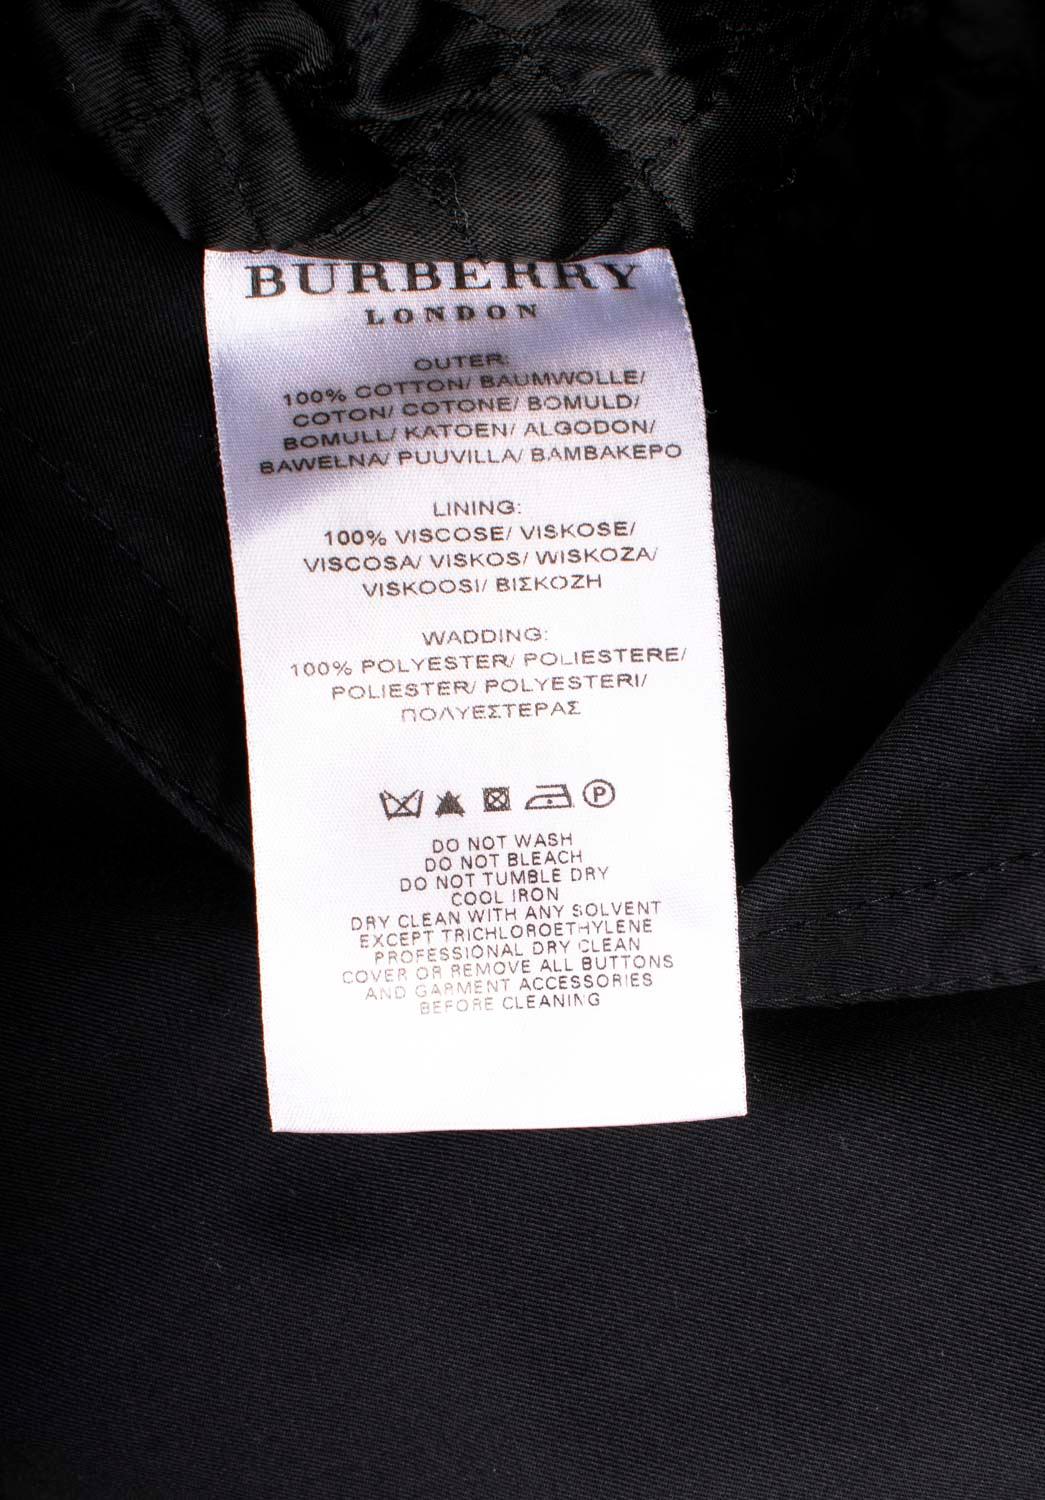 BURBERRY
LONDON
OUTER:
100% COTTON/ BAUMWOLLE/
COTON/ COTONE/ BOMULD/
BOMULL/ KATOEN/ ALGODON/
BAWEŁNA/ PUUVILLA/ BAMBAKEPO
LINING:
100% VISCOSE/ VISKOSE/
VISCOSA/ VISKOS/ WISKOZA/
VISKOOSI/ ΒΙΣΚΟΖΗ
WADDING:
100% POLYESTER/ POLIESTERE/
POLIESTER/ POLYESTERI/
ΠΟΛΥΕΣΤΕΡΑΣ
P
DO NOT WASH
DO NOT BLEACH
DO NOT TUMBLE DRY
COOL IRON
DRY CLEAN WITH ANY SOLVENT
EXCEPT TRICHLOROETHYLENE
PROFESSIONAL DRY CLEAN
COVER OR REMOVE ALL BUTTONS
AND GARMENT ACCESSORIES
BEFORE CLEANING